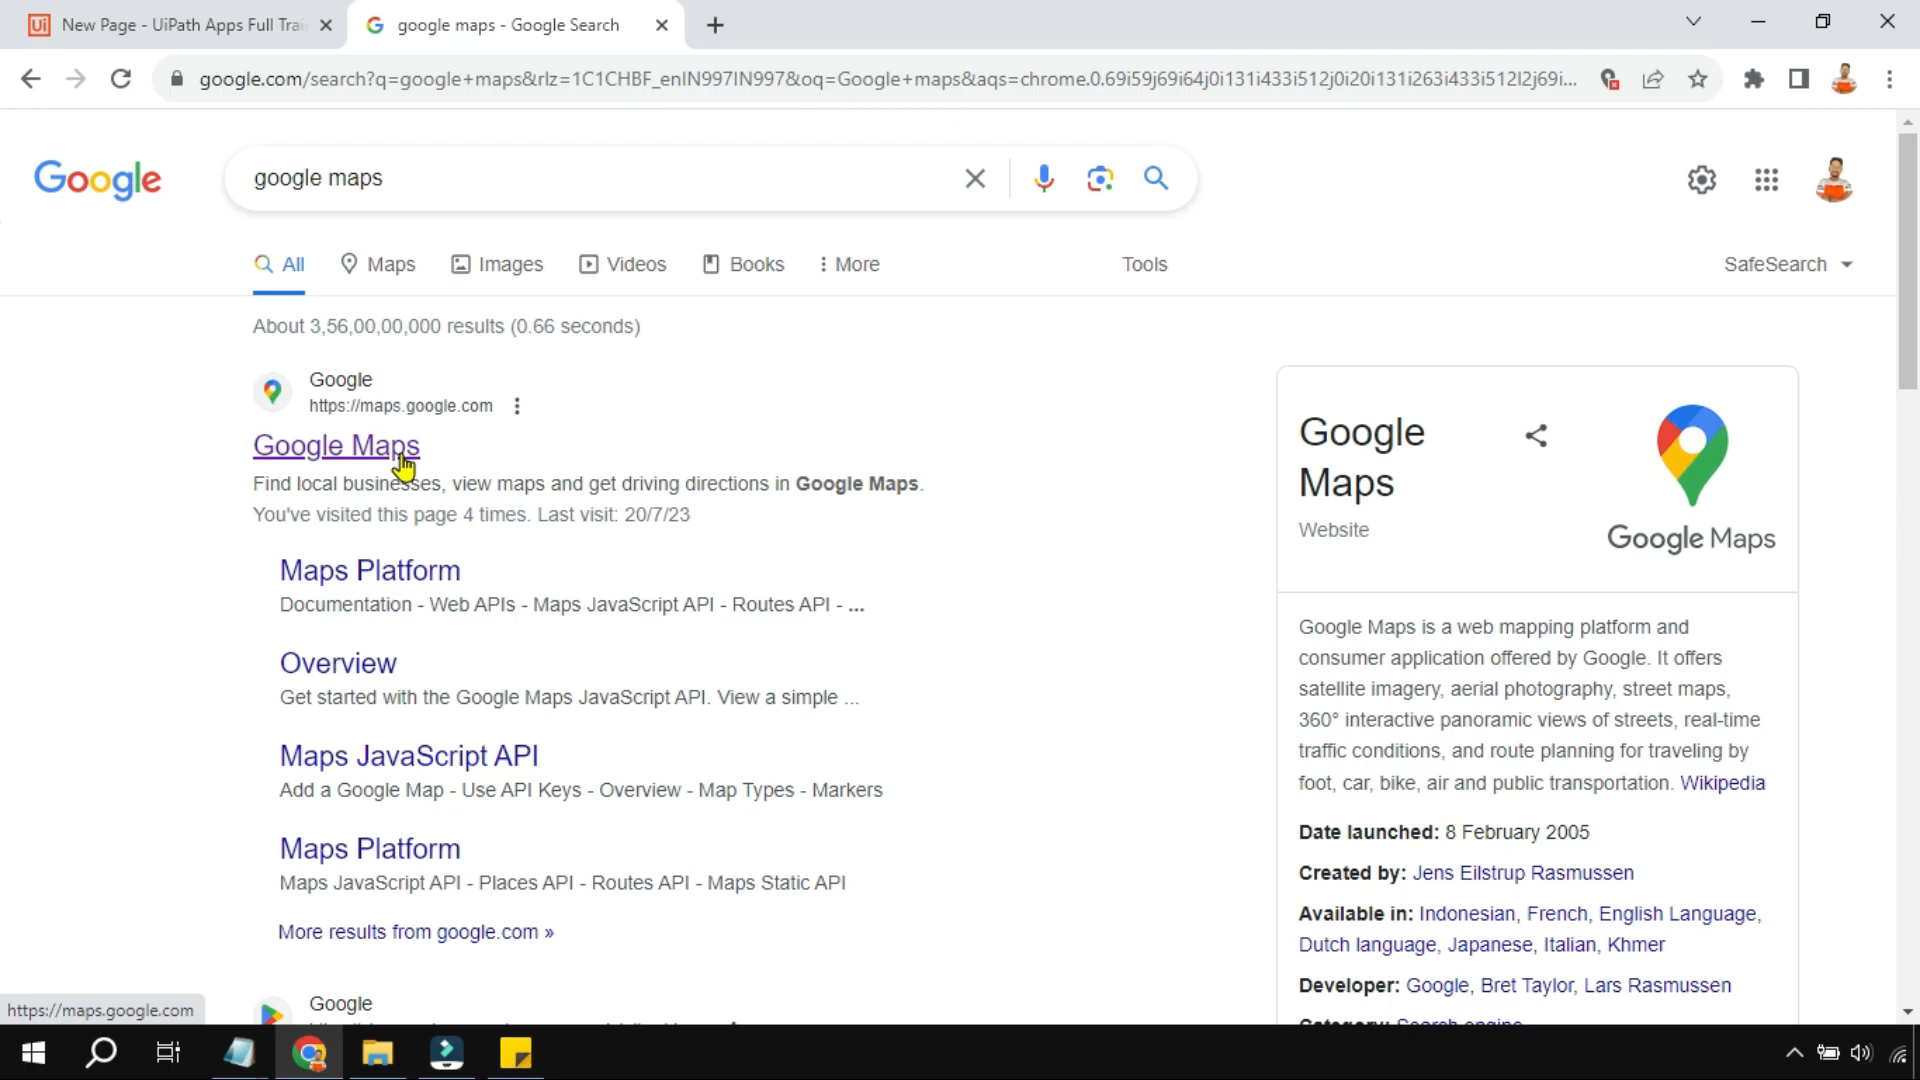 New Page - UiPath Apps Full Trai
google maps - Google Search
google.com/search?q=google+maps&rlz=1C1CHBF_enIN997IN997&oq=Google+maps&aqs=chrome.0.69i59j69i64j0i131i433i512j0i20i131i263i433i512l2j69i...
Google
google maps
All
Maps
Images
Videos
Books
More
Tools
SafeSearch
About 3,56,00,00,000 results (0.66 seconds)
Google
https://maps.google.com
Google Maps
Find local businesses, view maps and get driving directions in Google Maps.
You've visited this page 4 times. Last visit: 20/7/23
Maps Platform
Documentation - Web APIs - Maps JavaScript API - Routes API - ...
Overview
Get started with the Google Maps JavaScript API. View a simple ...
Maps JavaScript API
Add a Google Map - Use API Keys - Overview - Map Types - Markers
Maps Platform
Maps JavaScript API - Places API - Routes API - Maps Static API
More results from google.com »
Google
https://maps.google.com
Google
Maps
Website
Google Maps
Google Maps is a web mapping platform and
consumer application offered by Google. It offers
satellite imagery, aerial photography, street maps,
360° interactive panoramic views of streets, real-time
traffic conditions, and route planning for traveling by
foot, car, bike, air and public transportation. Wikipedia
Date launched: 8 February 2005
Created by: Jens Eilstrup Rasmussen
Available in: Indonesian, French, English Language,
Dutch language, Japanese, Italian, Khmer
Developer: Google, Bret Taylor, Lars Rasmussen
Category: Search engine